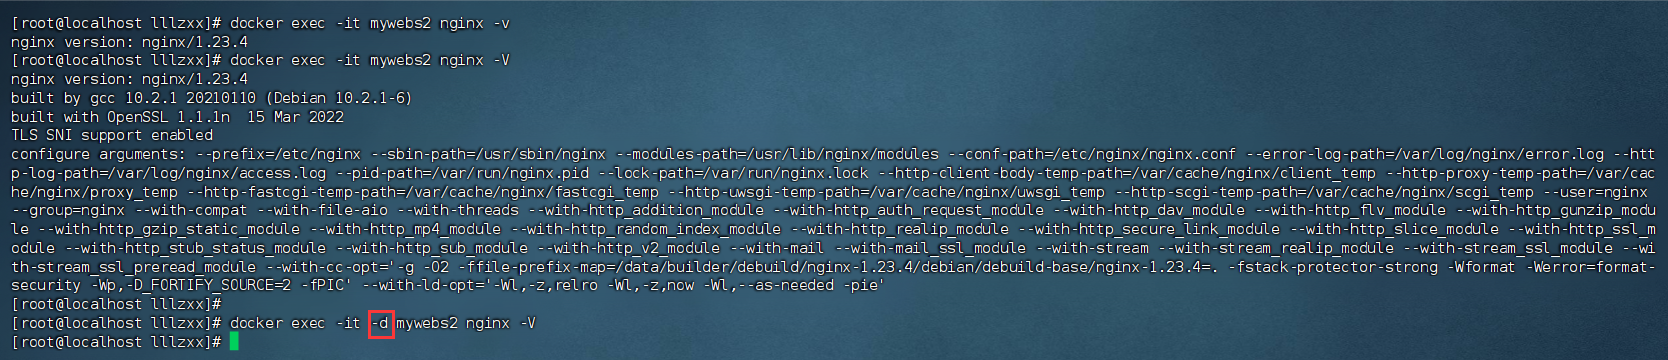 [root@localhost lllzxx]# docker exec -it mywebs2 nginx -v
nginx version: nginx/1.23.4
[root@localhost lllzxx]# docker exec -it mywebs2 nginx -V
nginx version: nginx/1.23.4
built by gcc 10.2.1 20210110 (Debian 10.2.1-6)
built with OpenSSL 1.1.1n  15 Mar 2022
TLS SNI support enabled
configure arguments: --prefix=/etc/nginx --sbin-path=/usr/sbin/nginx --modules-path=/usr/lib/nginx/modules --conf-path=/etc/nginx/nginx.conf --error-log-path=/var/log/nginx/error.log --htt
p-log-path=/var/log/nginx/access.log --pid-path=/var/run/nginx.pid --lock-path=/var/run/nginx.lock --http-client-body-temp-path=/var/cache/nginx/client_temp --http-proxy-temp-path=/var/cac
he/nginx/proxy_temp --http-fastcgi-temp-path=/var/cache/nginx/fastcgi_temp --http-uwsgi-temp-path=/var/cache/nginx/uwsgi_temp --http-scgi-temp-path=/var/cache/nginx/scgi_temp --user=nginx
--group=nginx --with-compat --with-file-aio --with-threads --with-http_addition_module --with-http_auth_request_module --with-http_dav_module --with-http_flv_module --with-http_gunzip_modu
le --with-http_gzip_static_module --with-http_mp4_module --with-http_random_index_module --with-http_realip_module --with-http_secure_link_module --with-http_slice_module --with-http_ssl_m
odule --with-http_stub_status_module --with-http_sub_module --with-http_v2_module --with-mail --with-mail_ssl_module --with-stream --with-stream_realip_module --with-stream_ssl_module --wi
th-stream_ssl_preread_module --with-cc-opt='-g -O2 -ffile-prefix-map=/data/builder/debuild/nginx-1.23.4/debian/debuild-base/nginx-1.23.4=. -fstack-protector-strong -Wformat -Werror=format-
security -Wp,-D_FORTIFY_SOURCE=2 -fPIC' --with-ld-opt='-Wl,-z,relro -Wl,-z,now -Wl,--as-needed -pie'
[root@localhost lllzxx]#
[root@localhost lllzxx]# docker exec -it -d mywebs2 nginx -V
[root@localhost lllzxx]#